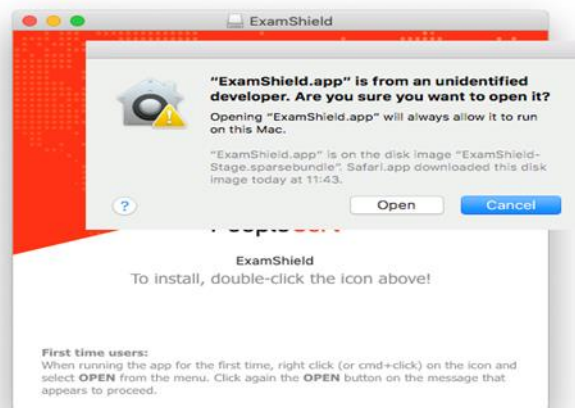 ExamShield
"ExamShield.app" is from an unidentified
developer. Are you sure you want to open it?
Opening "ExamShield.app" will always allow it to run
on this Mac.
"ExamShield.app" is on the disk image "ExamShield-
Stage.sparsebundle". Safari.app downloaded this disk
image today at 11:43.
?
Open
Cancel
ExamShield
To install, double-click the icon above!
First time users:
When running the app for the first time, right click (or cmd+click) on the icon and
select OPEN from the menu. Click again the OPEN button on the message that
appears to proceed.